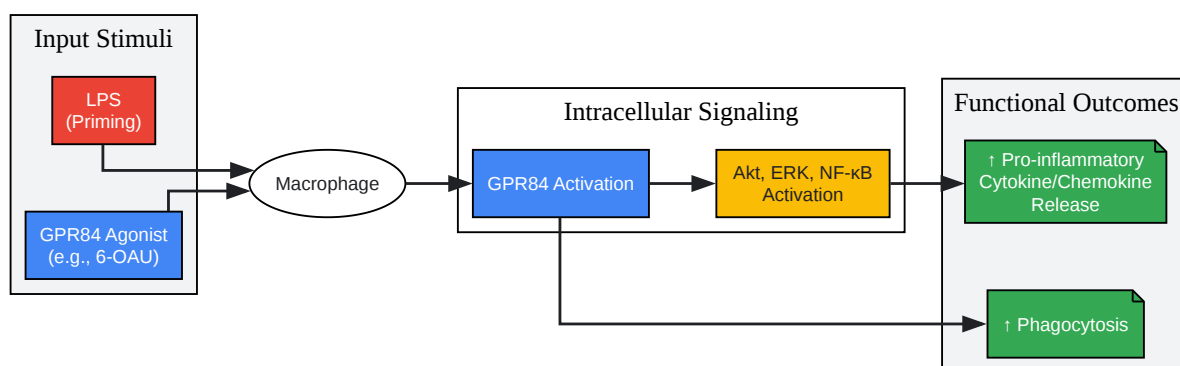 Input Stimuli
LPS
(Priming)
GPR84 Agonist
(e.g., 6-OAU)
Macrophage
Intracellular Signaling
GPR84 Activation
Akt, ERK, NF-κB
Activation
Functional Outcomes
↑ Pro-inflammatory
Cytokine/Chemokine
Release
↑ Phagocytosis